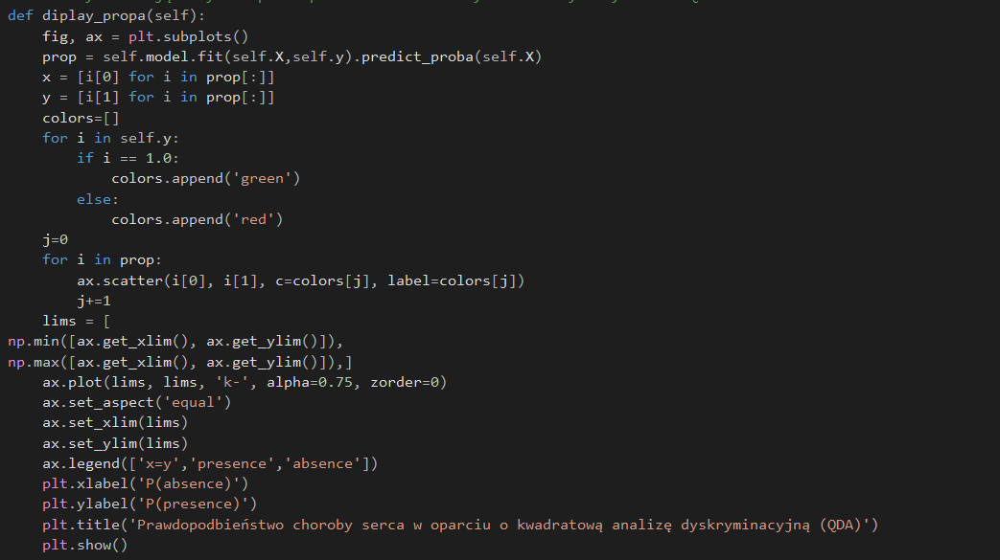 def diplay_propa(self):
    fig, ax = plt.subplots()
    prop = self.model.fit(self.X,self.y).predict_proba(self.X)
    x = [i[0] for i in prop[:]]
    y = [i[1] for i in prop[:]]
    colors=[]
    for i in self.y:
        if i == 1.0:
            colors.append('green')
        else:
            colors.append('red')
    j=0
    for i in prop:
        ax.scatter(i[0], i[1], c=colors[j], label=colors[j])
        j+=1
    lims = [
np.min([ax.get_xlim(), ax.get_ylim()]),
np.max([ax.get_xlim(), ax.get_ylim()]),]
    ax.plot(lims, lims, 'k-', alpha=0.75, zorder=0)
    ax.set_aspect('equal')
    ax.set_xlim(lims)
    ax.set_ylim(lims)
    ax.legend(['x=y','presence','absence'])
    plt.xlabel('P(absence)')
    plt.ylabel('P(presence)')
    plt.title('Prawdopodbieństwo choroby serca w oparciu o kwadratową analizę dyskryminacyjną (QDA)')
    plt.show()